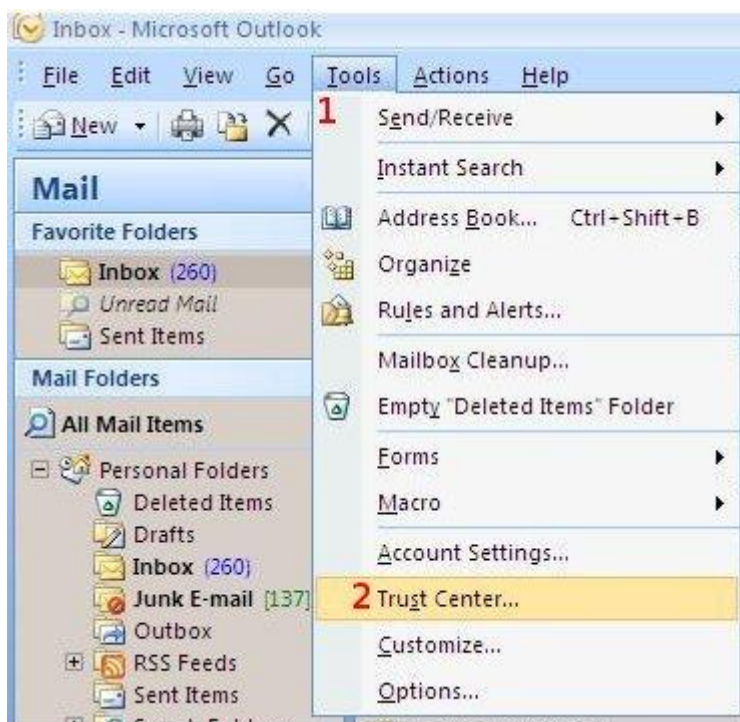 Inbox - Microsoft Outlook
File Edit View Go Tools Actions Help
New
1
Send/Receive
Instant Search
Address Book... Ctrl+Shift+B
Organize
Rules and Alerts...
Mailbox Cleanup...
Empty "Deleted Items" Folder
Forms
Macro
Account Settings...
2 Trust Center...
Customize...
Options...
Mail
Favorite Folders
Inbox (260)
Unread Mail
Sent Items
Mail Folders
All Mail Items
Personal Folders
Deleted Items
Drafts
Inbox (260)
Junk E-mail [137]
Outbox
RSS Feeds
Sent Items